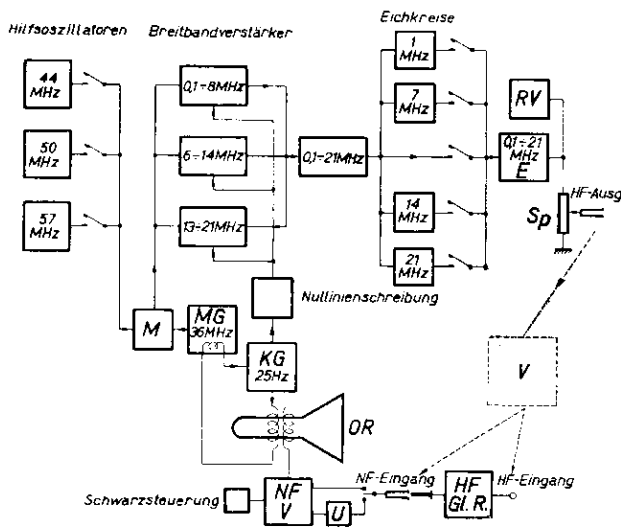 Hilfsoszillatoren
Breitbandverstärker
Eichkreise
44
MHz
50
MHz
57
MHz
0,1÷8MHz
6÷14MHz
13÷21MHz
0,1÷21MHz
1
MHz
7
MHz
14
MHz
21
MHz
RV
0,1÷21
MHz
E
HF-Ausg
Sp
Nullinienschreibung
M
MG
36MHz
KG
25Hz
V
OR
Schwarzsteuerung
NF
V
U
NF-Eingang
HF
Gl.R.
HF-Eingang